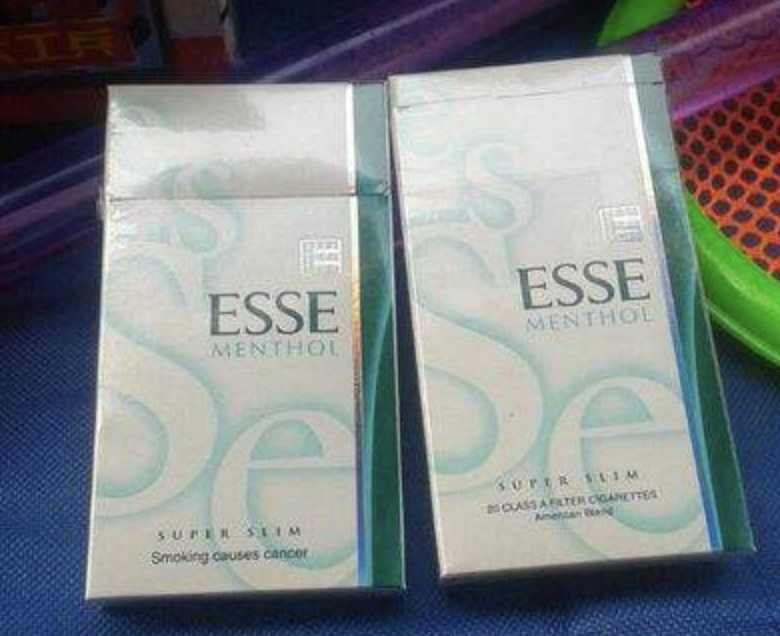 ESSE
MENTHOL
SUPER SLIM
Smoking causes cancer
ESSE
MENTHOL
SUPER SLIM
20 CLASS A FILTER CIGARETTES
American Blend